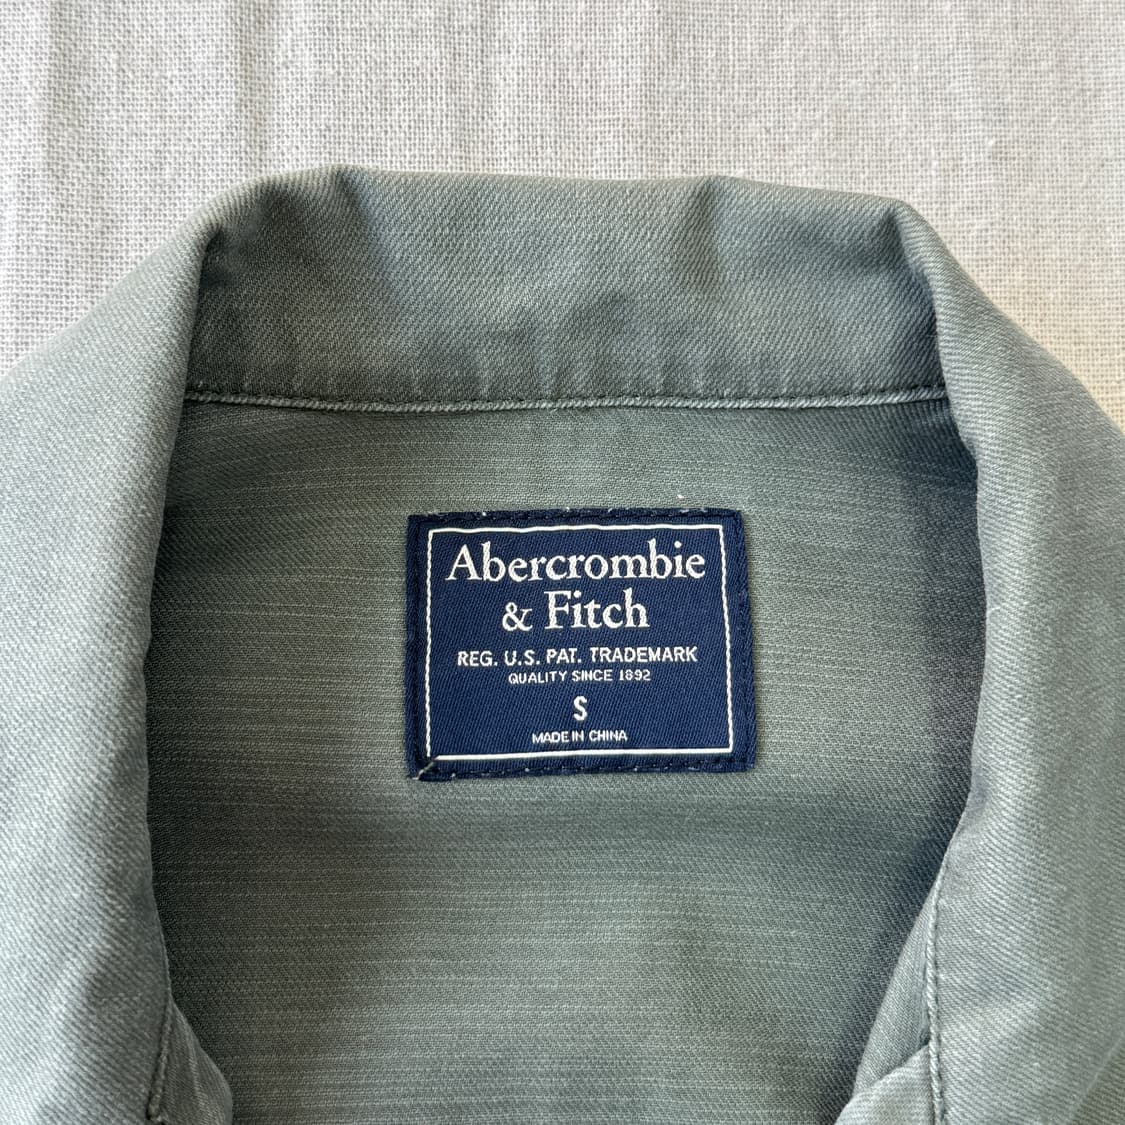 Abercrombie
& Fitch
REG. U.S. PAT. TRADEMARK
QUALITY SINCE 1892
S
MADE IN CHINA